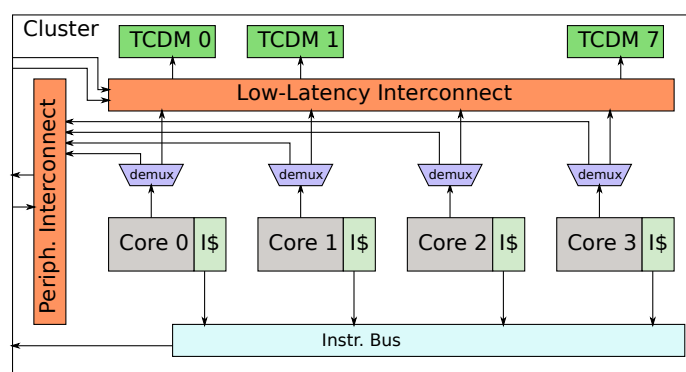 Cluster
TCDM 0
TCDM 1
TCDM 7
Low-Latency Interconnect
Periph. Interconnect
demux
demux
demux
demux
Core 0
I$
Core 1
I$
Core 2
I$
Core 3
I$
Instr. Bus